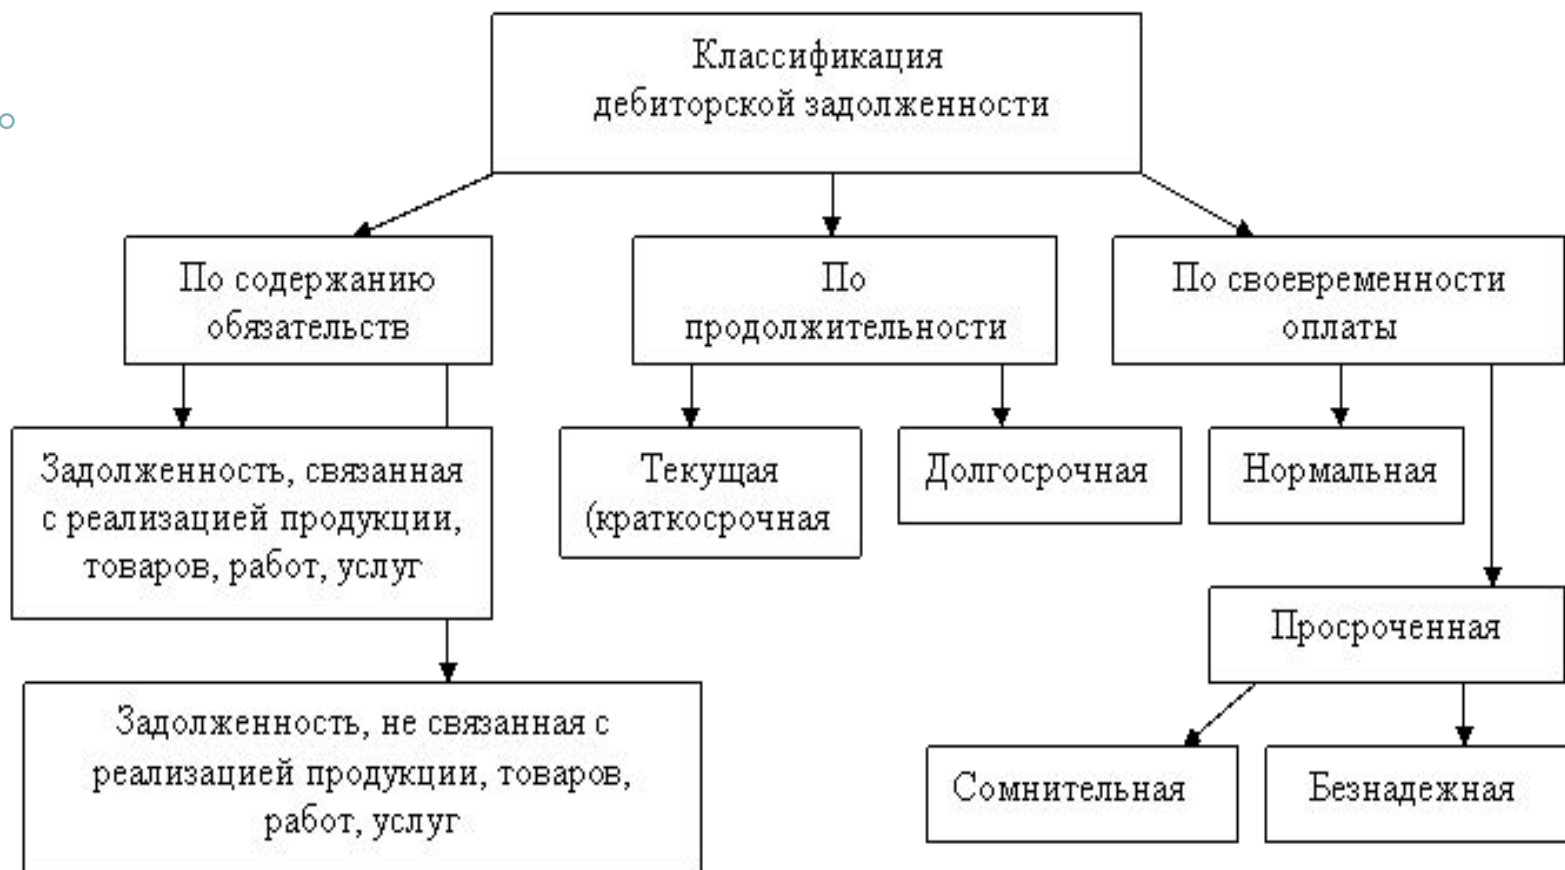 Классификация
дебиторской задолженности
По содержанию
обязательств
По
продолжительности
По своевременности
оплаты
Задолженность, связанная
с реализацией продукции,
товаров, работ, услуг
Текущая
(краткосрочная
Долгосрочная
Нормальная
Просроченная
Задолженность, не связанная с
реализацией продукции, товаров,
работ, услуг
Сомнительная
Безнадежная